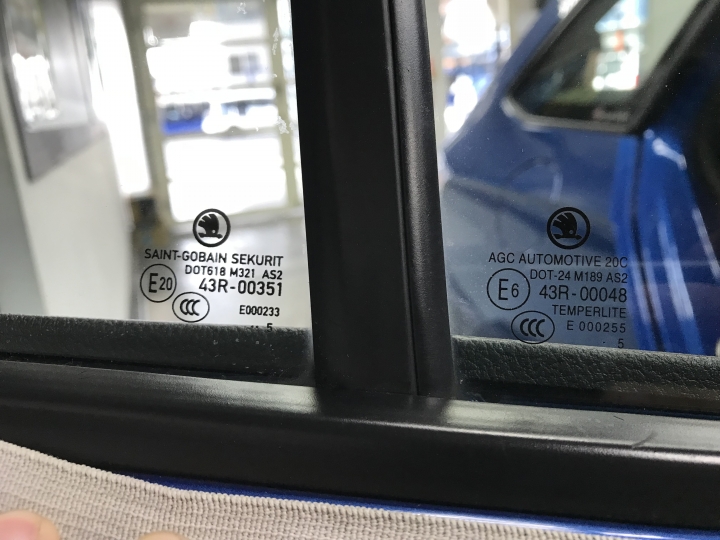 SAINT-GOBAIN SEKURIT
DOT618 M321 AS2
E20 43R-00351
CCC
E000233
.. 5
AGC AUTOMOTIVE 20C
DOT-24 M189 AS2
E6 43R-00048
TEMPERLITE
CCC
E 000255
. 5